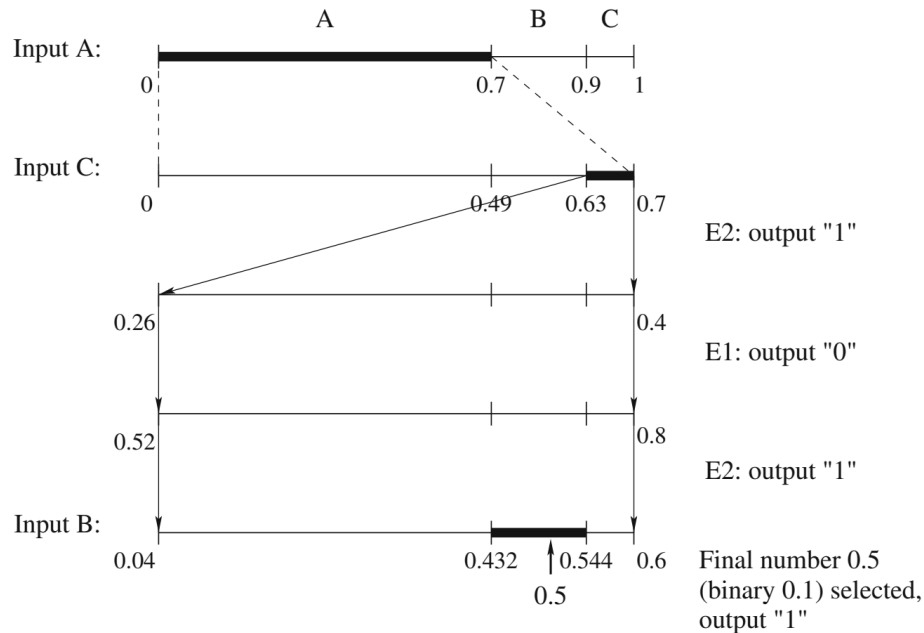 A B C
Input A:
0 0.7 0.9 1
Input C:
0 0.49 0.63 0.7
E2: output "1"
0.26 0.4
E1: output "0"
0.52 0.8
E2: output "1"
Input B:
0.04 0.432 0.544 0.6
0.5
Final number 0.5
(binary 0.1) selected,
output "1"